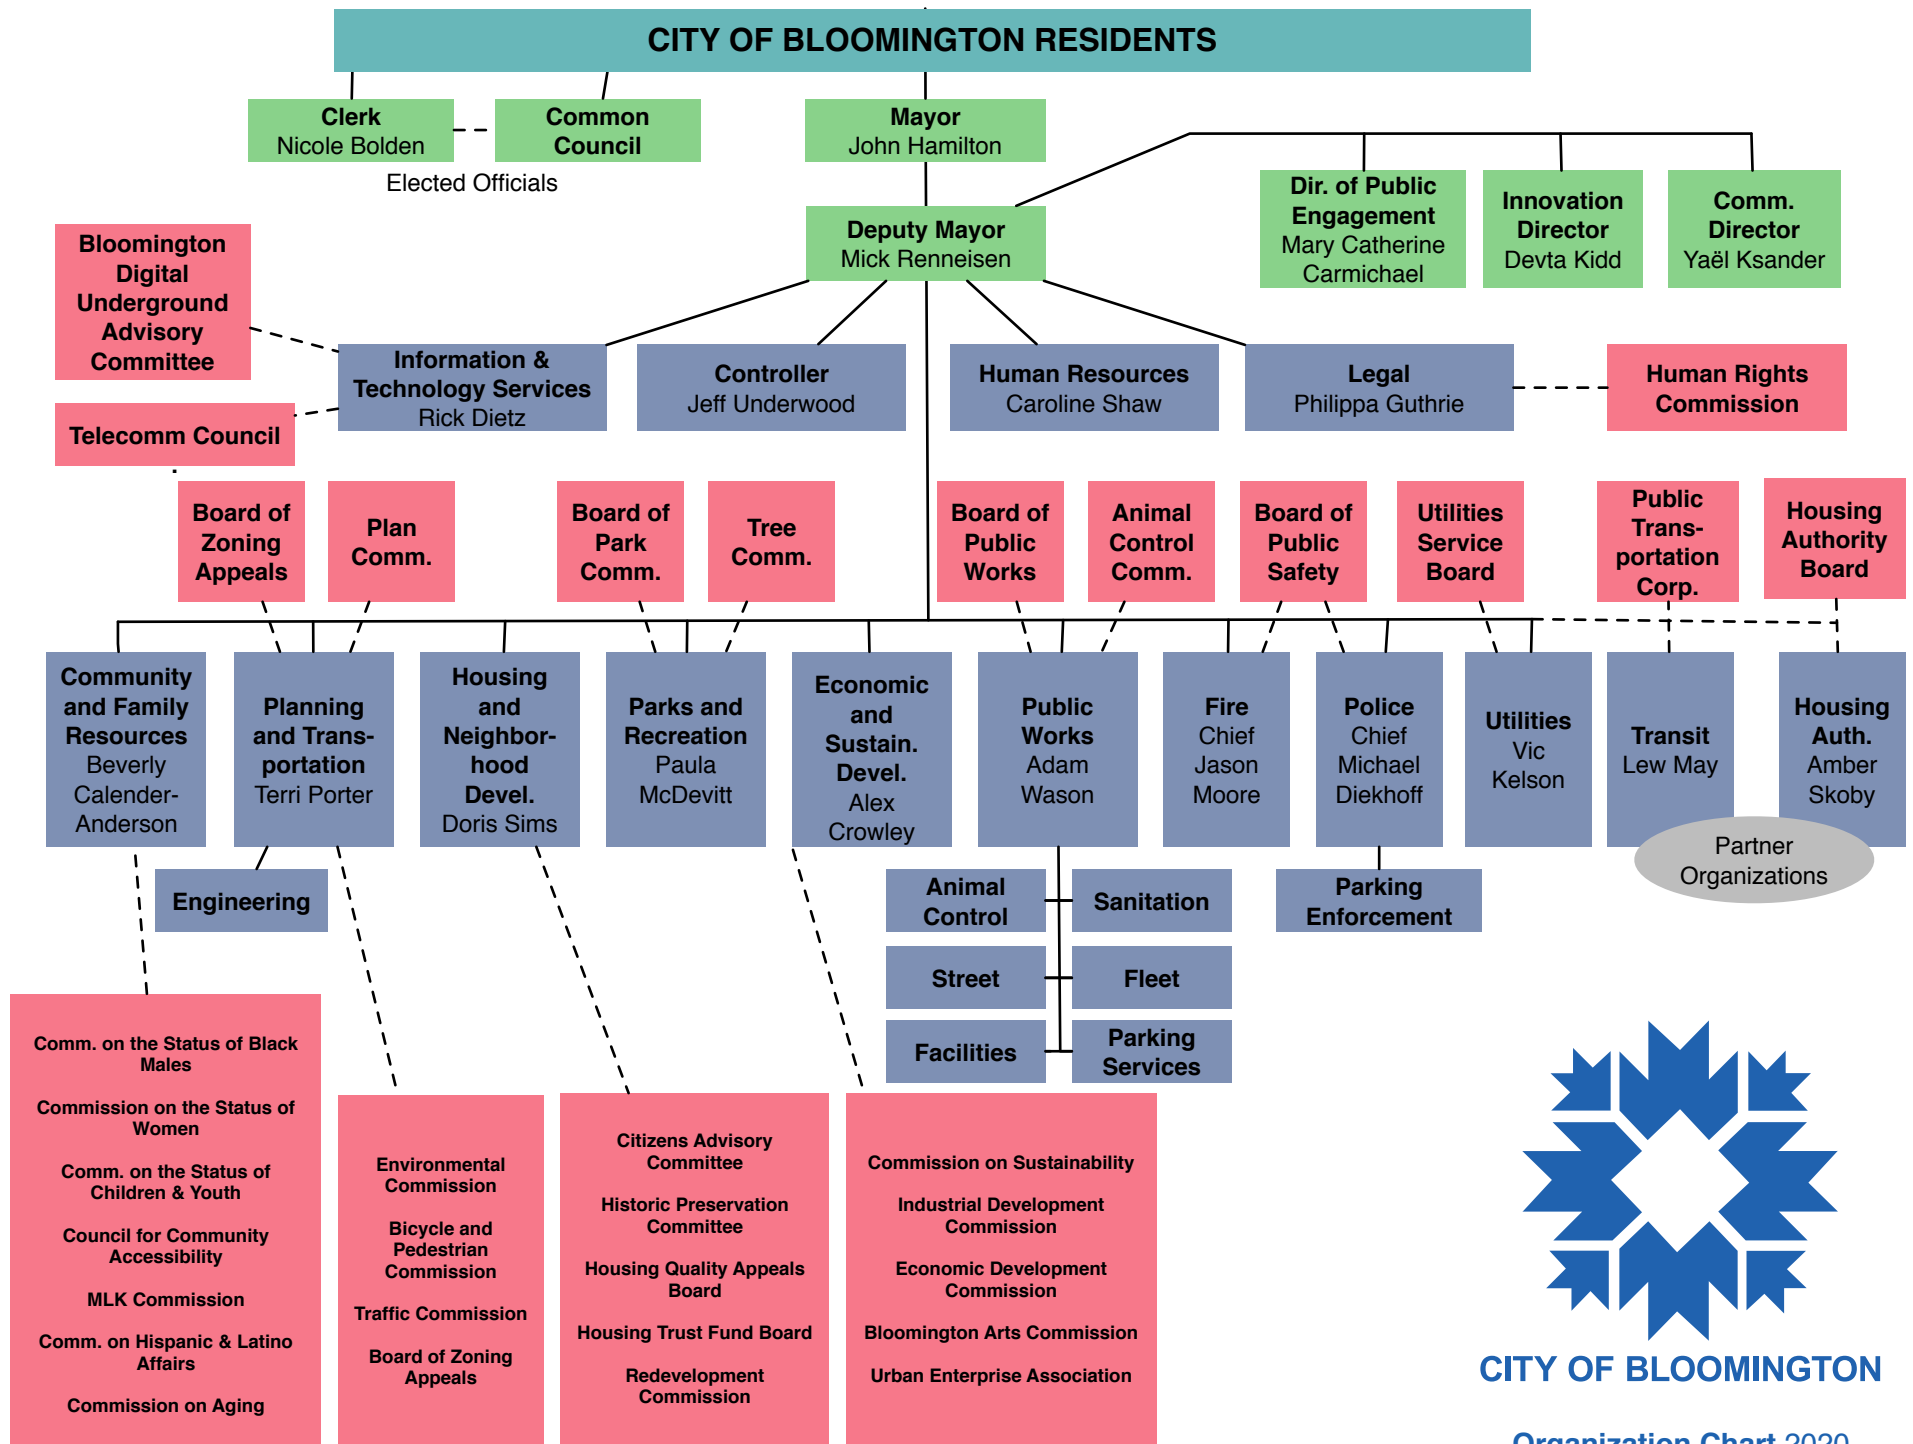 CITY OF BLOOMINGTON RESIDENTS
Clerk
Nicole Bolden
Common
Council
Elected Officials
Mayor
John Hamilton
Deputy Mayor
Mick Renneisen
Dir. of Public
Engagement
Mary Catherine
Carmichael
Innovation
Director
Devta Kidd
Comm.
Director
Yaël Ksander
Bloomington
Digital
Underground
Advisory
Committee
Telecomm Council
Information &
Technology Services
Rick Dietz
Controller
Jeff Underwood
Human Resources
Caroline Shaw
Legal
Philippa Guthrie
Human Rights
Commission
Board of
Zoning
Appeals
Plan
Comm.
Board of
Park
Comm.
Tree
Comm.
Board of
Public
Works
Animal
Control
Comm.
Board of
Public
Safety
Utilities
Service
Board
Public
Trans-
portation
Corp.
Housing
Authority
Board
Community
and Family
Resources
Beverly
Calender-
Anderson
Planning
and Trans-
portation
Terri Porter
Housing
and
Neighbor-
hood
Devel.
Doris Sims
Parks and
Recreation
Paula
McDevitt
Economic
and
Sustain.
Devel.
Alex
Crowley
Public
Works
Adam
Wason
Fire
Chief
Jason
Moore
Police
Chief
Michael
Diekhoff
Utilities
Vic
Kelson
Transit
Lew May
Housing
Auth.
Amber
Skoby
Partner
Organizations
Engineering
Animal
Control
Sanitation
Street
Fleet
Facilities
Parking
Services
Parking
Enforcement
Comm. on the Status of Black
Males
Commission on the Status of
Women
Comm. on the Status of
Children & Youth
Council for Community
Accessibility
MLK Commission
Comm. on Hispanic & Latino
Affairs
Commission on Aging
Environmental
Commission
Bicycle and
Pedestrian
Commission
Traffic Commission
Board of Zoning
Appeals
Citizens Advisory
Committee
Historic Preservation
Committee
Housing Quality Appeals
Board
Housing Trust Fund Board
Redevelopment
Commission
Commission on Sustainability
Industrial Development
Commission
Economic Development
Commission
Bloomington Arts Commission
Urban Enterprise Association
CITY OF BLOOMINGTON
Organization Chart 2020